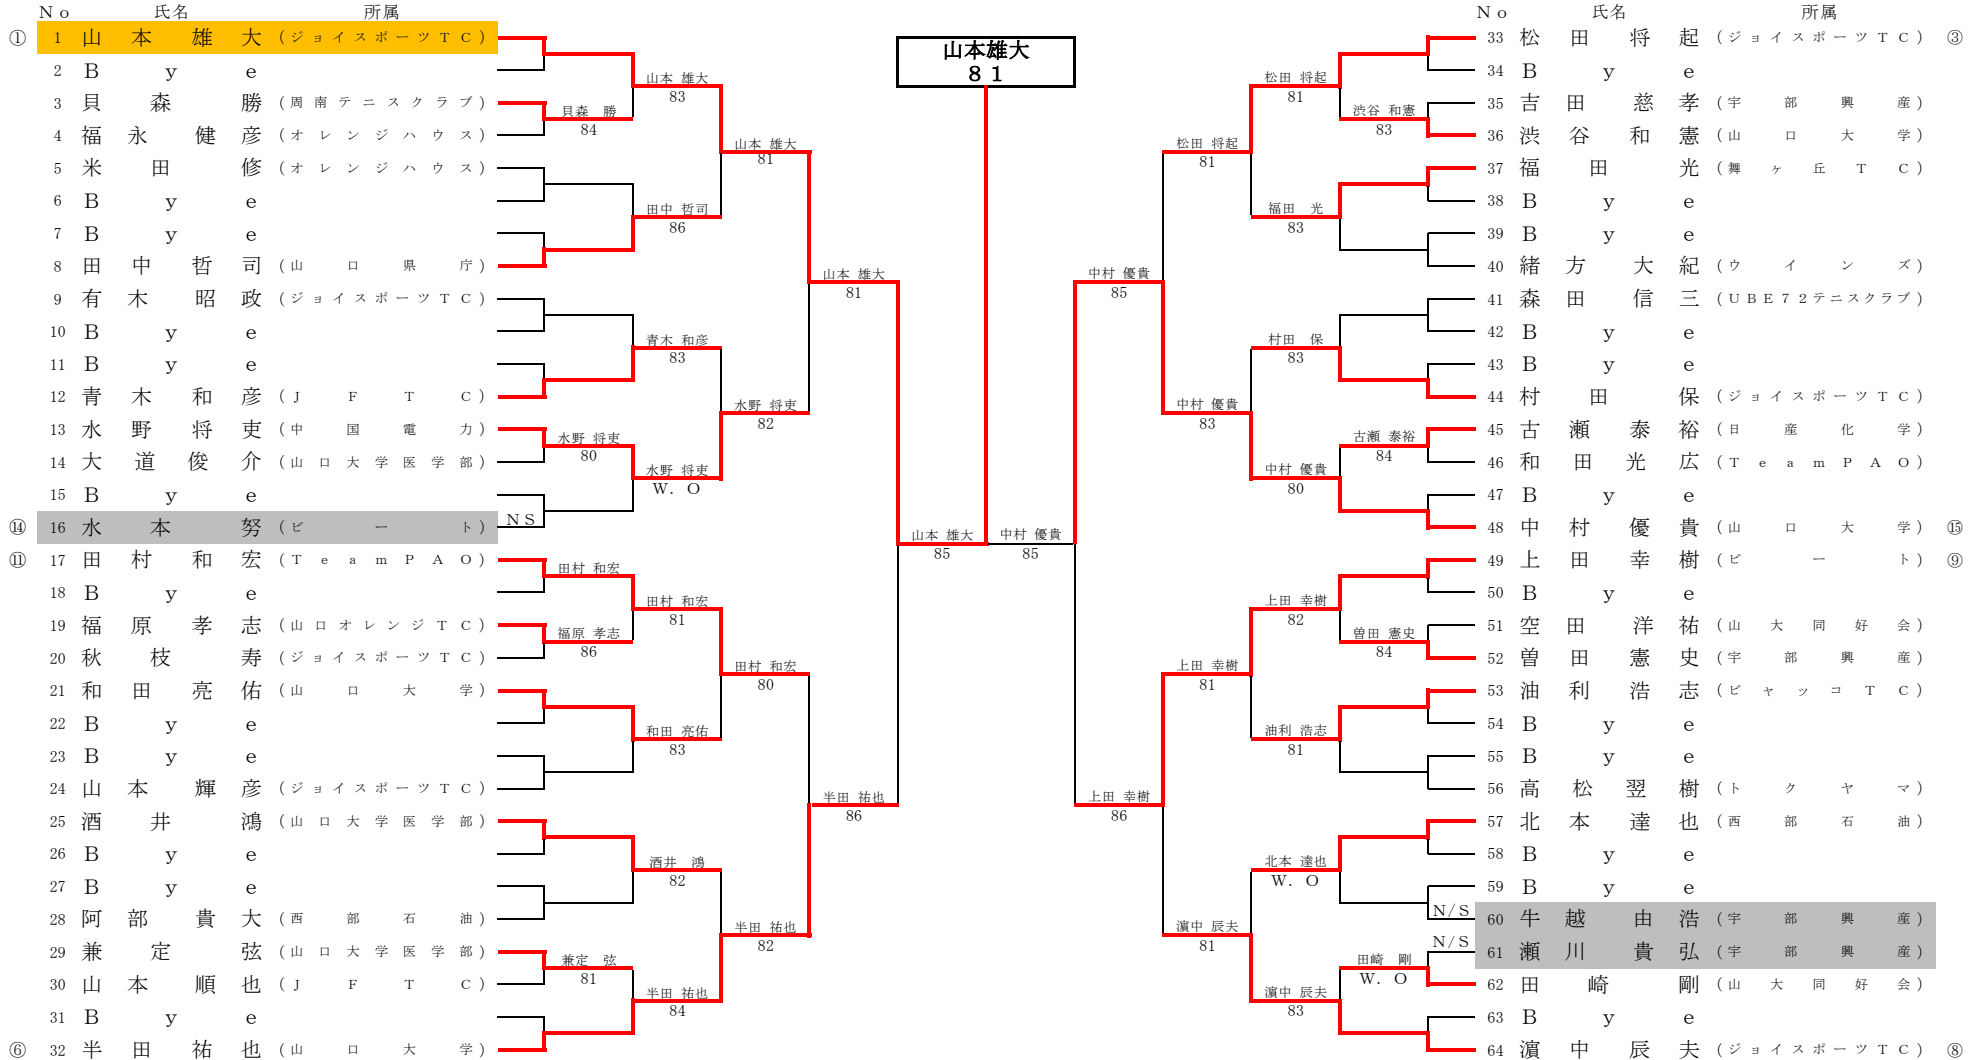 No 氏名 所属
① 1 山本雄大 (ジョイスポーツTC)
2 Bye
3 貝森勝 (周南テニスクラブ)
4 福永健彦 (オレンジハウス)
5 米田修 (オレンジハウス)
6 Bye
7 Bye
8 田中哲司 (山口県庁)
9 有木昭政 (ジョイスポーツTC)
10 Bye
11 Bye
12 青木和彦 (JFTC)
13 水野将吏 (中国電力)
14 大道俊介 (山口大学医学部)
15 Bye
⑭ 16 水本努 (ビート) NS
⑪ 17 田村和宏 (TeamPAO)
18 Bye
19 福原孝志 (山口オレンジTC)
20 秋枝寿 (ジョイスポーツTC)
21 和田亮佑 (山口大学)
22 Bye
23 Bye
24 山本輝彦 (ジョイスポーツTC)
25 酒井鴻 (山口大学医学部)
26 Bye
27 Bye
28 阿部貴大 (西部石油)
29 兼定弦 (山口大学医学部)
30 山本順也 (JFTC)
31 Bye
⑥ 32 半田祐也 (山口大学)
貝森 勝
84
水野 将吏
80
田村 和宏
福原 孝志
86
兼定 弦
81
山本 雄大
83
田中 哲司
86
青木 和彦
83
水野 将吏
W.O
田村 和宏
81
和田 亮佑
83
酒井 鴻
82
半田 祐也
84
山本 雄大
81
水野 将吏
82
田村 和宏
80
半田 祐也
82
山本 雄大
81
半田 祐也
86
山本 雄大
85
山本雄大
81
中村 優貴
85
中村 優貴
85
上田 幸樹
86
松田 将起
81
中村 優貴
83
上田 幸樹
81
濵中 辰夫
81
松田 将起
81
福田 光
83
村田 保
83
中村 優貴
80
上田 幸樹
82
油利 浩志
81
北本 達也
W.O
濵中 辰夫
83
渋谷 和憲
83
古瀬 泰裕
84
曽田 憲史
84
田崎 剛
W.O
No 氏名 所属
33 松田将起 (ジョイスポーツTC) ③
34 Bye
35 吉田慈孝 (宇部興産)
36 渋谷和憲 (山口大学)
37 福田光 (舞ヶ丘TC)
38 Bye
39 Bye
40 緒方大紀 (ウインズ)
41 森田信三 (UBE72テニスクラブ)
42 Bye
43 Bye
44 村田保 (ジョイスポーツTC)
45 古瀬泰裕 (日産化学)
46 和田光広 (TeamPAO)
47 Bye
48 中村優貴 (山口大学) ⑮
49 上田幸樹 (ビート) ⑨
50 Bye
51 空田洋祐 (山大同好会)
52 曽田憲史 (宇部興産)
53 油利浩志 (ビャッコTC)
54 Bye
55 Bye
56 高松翌樹 (トクヤマ)
57 北本達也 (西部石油)
58 Bye
59 Bye
N/S 60 牛越由浩 (宇部興産)
N/S 61 瀬川貴弘 (宇部興産)
62 田崎剛 (山大同好会)
63 Bye
64 濵中辰夫 (ジョイスポーツTC) ⑧